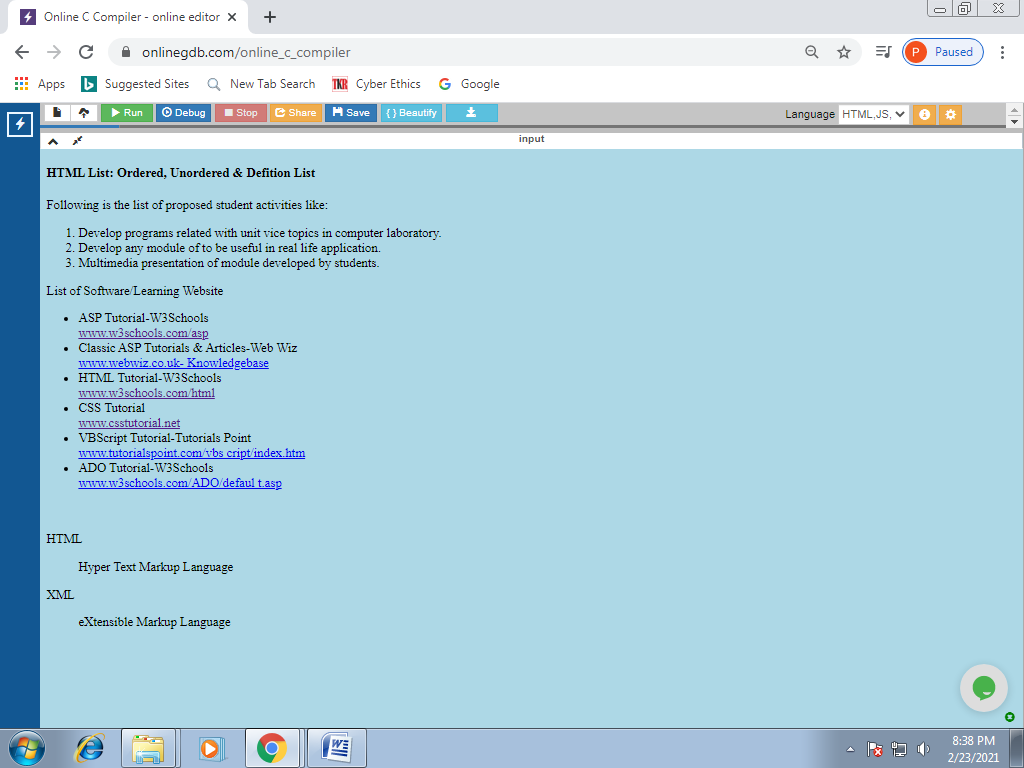 Online C Compiler - online editor
onlinegdb.com/online_c_compiler
P Paused
Apps Suggested Sites New Tab Search TKR Cyber Ethics Google
Run Debug Stop Share Save { } Beautify Language HTML,JS,
input
HTML List: Ordered, Unordered & Defition List
Following is the list of proposed student activities like:
1. Develop programs related with unit vice topics in computer laboratory.
2. Develop any module of to be useful in real life application.
3. Multimedia presentation of module developed by students.
List of Software/Learning Website
• ASP Tutorial-W3Schools
www.w3schools.com/asp
• Classic ASP Tutorials & Articles-Web Wiz
www.webwiz.co.uk- Knowledgebase
• HTML Tutorial-W3Schools
www.w3schools.com/html
• CSS Tutorial
www.csstutorial.net
• VBScript Tutorial-Tutorials Point
www.tutorialspoint.com/vbs cript/index.htm
• ADO Tutorial-W3Schools
www.w3schools.com/ADO/defaul t.asp
HTML
Hyper Text Markup Language
XML
eXtensible Markup Language
8:38 PM
2/23/2021